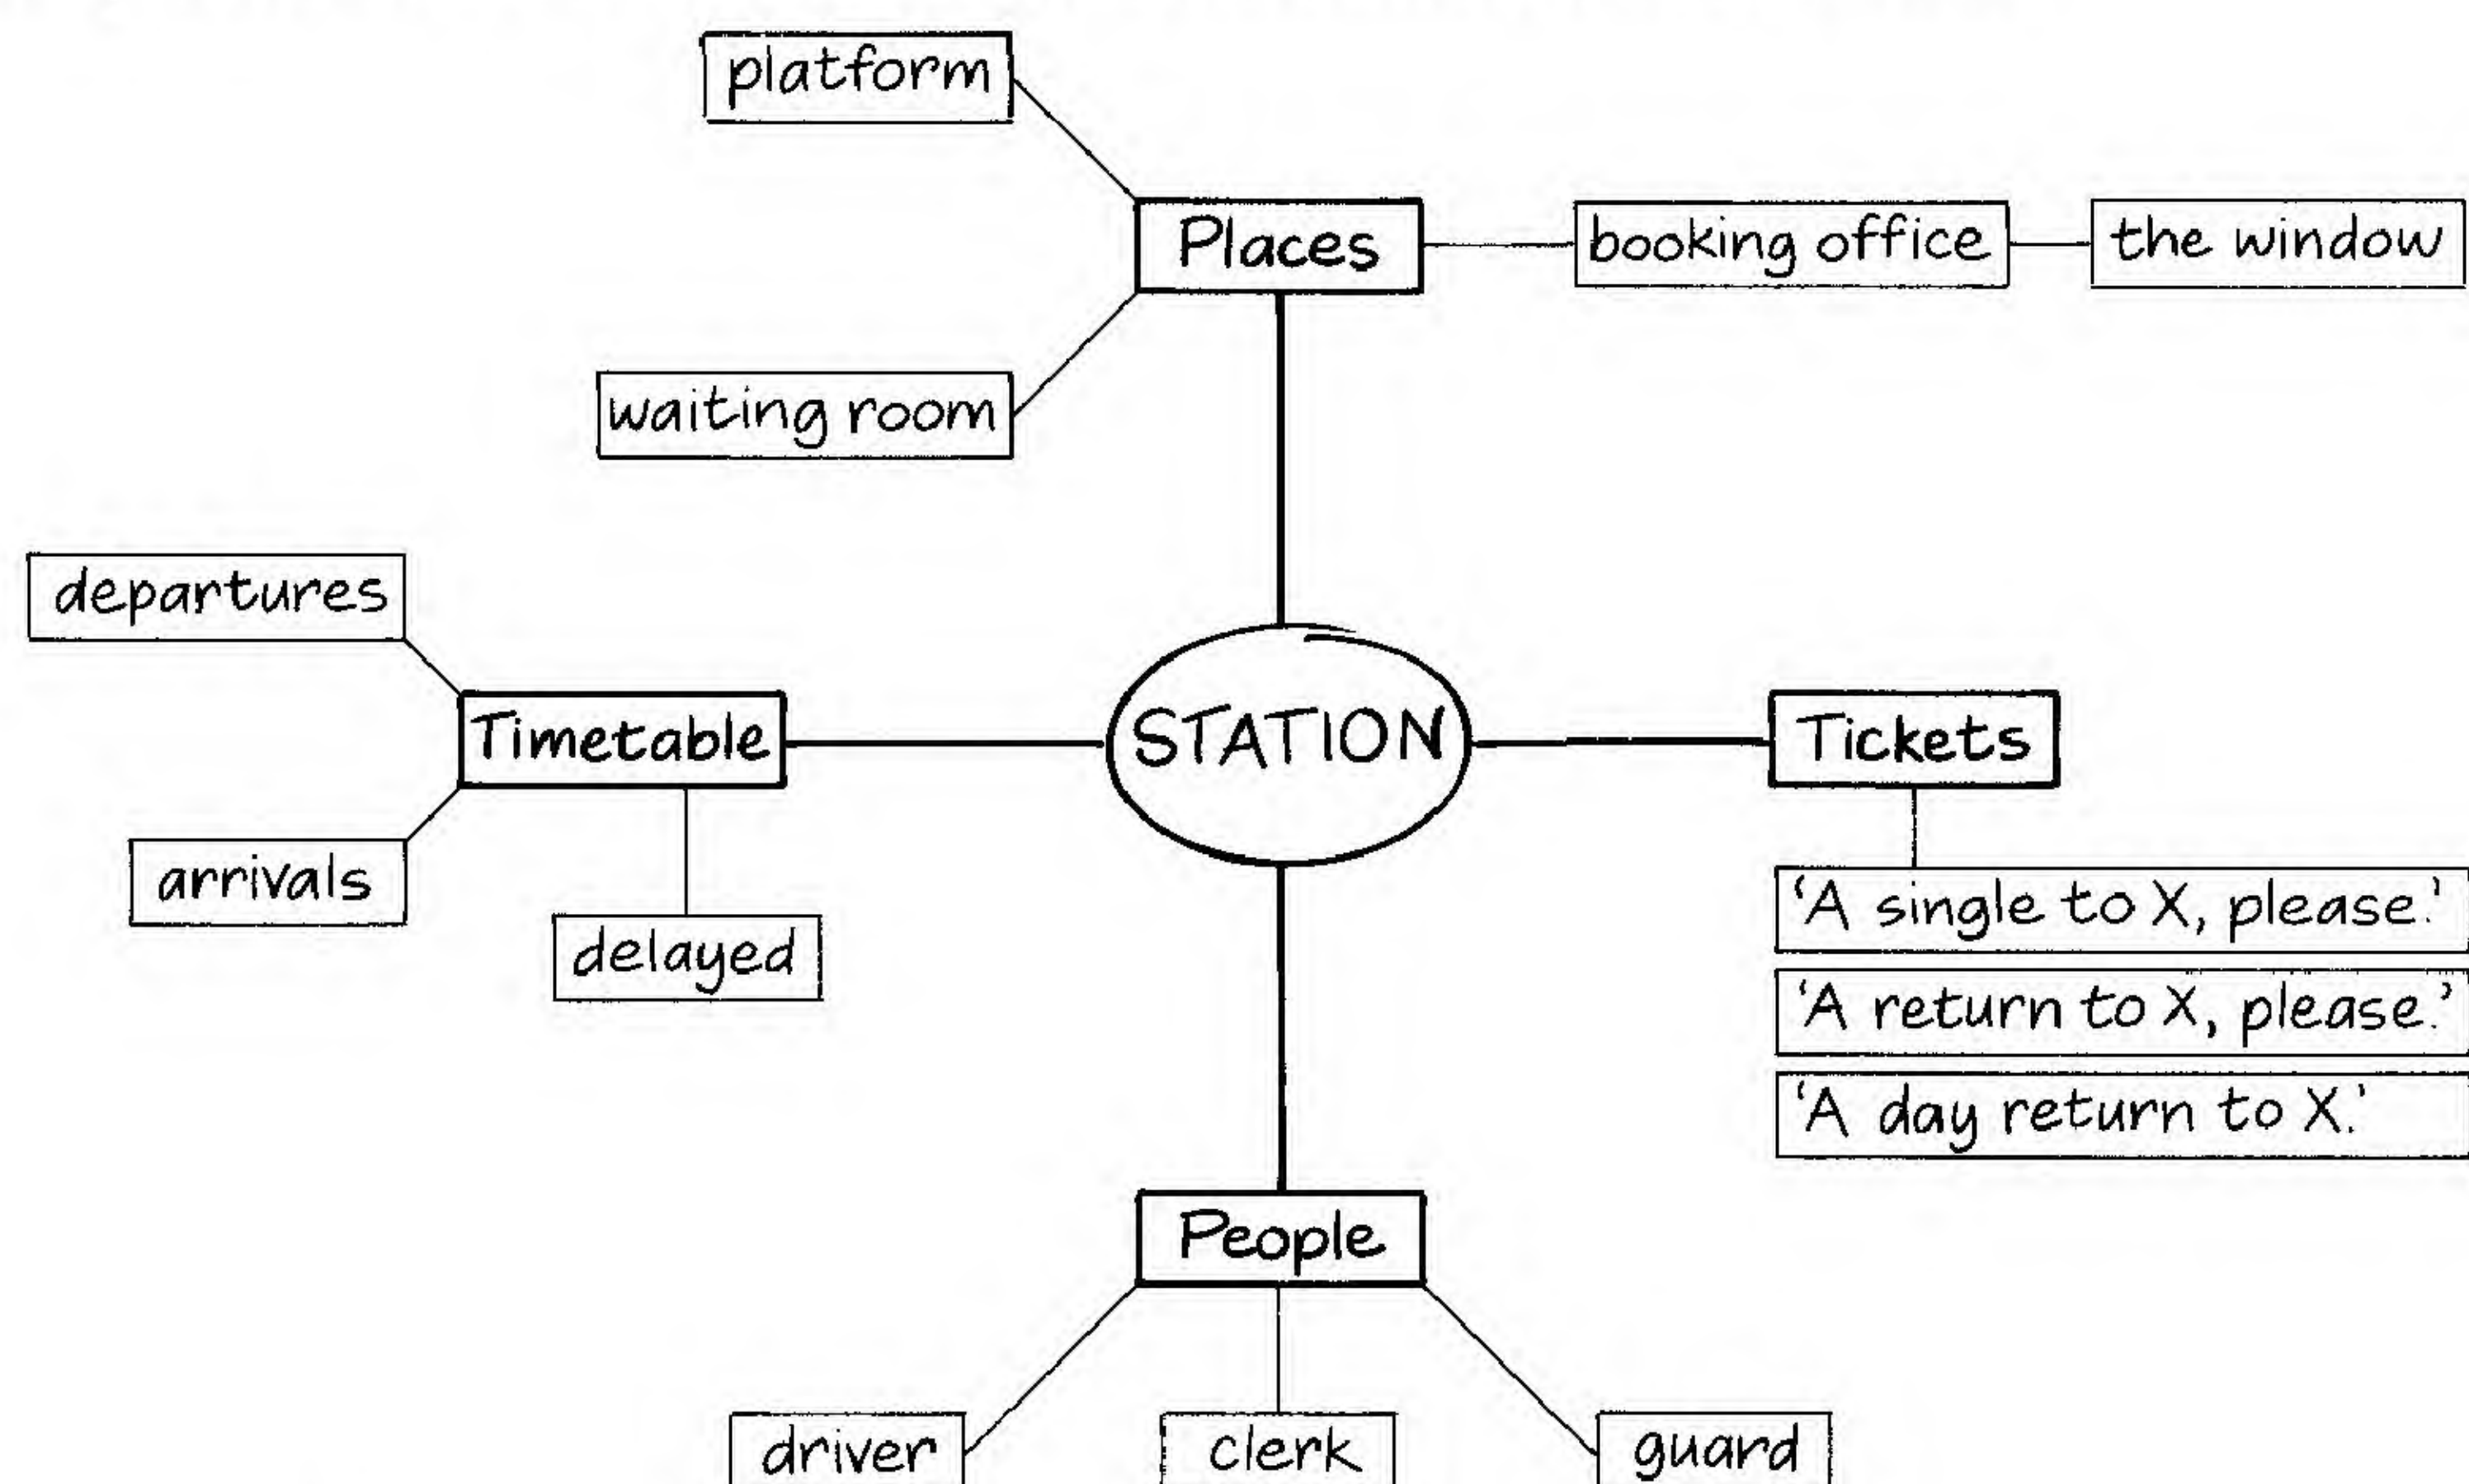 platform
Places
booking office
the window
waiting room
departures
Timetable
STATION
Tickets
arrivals
delayed
'A single to X, please.'
'A return to X, please.'
'A day return to X.'
People
driver
clerk
guard